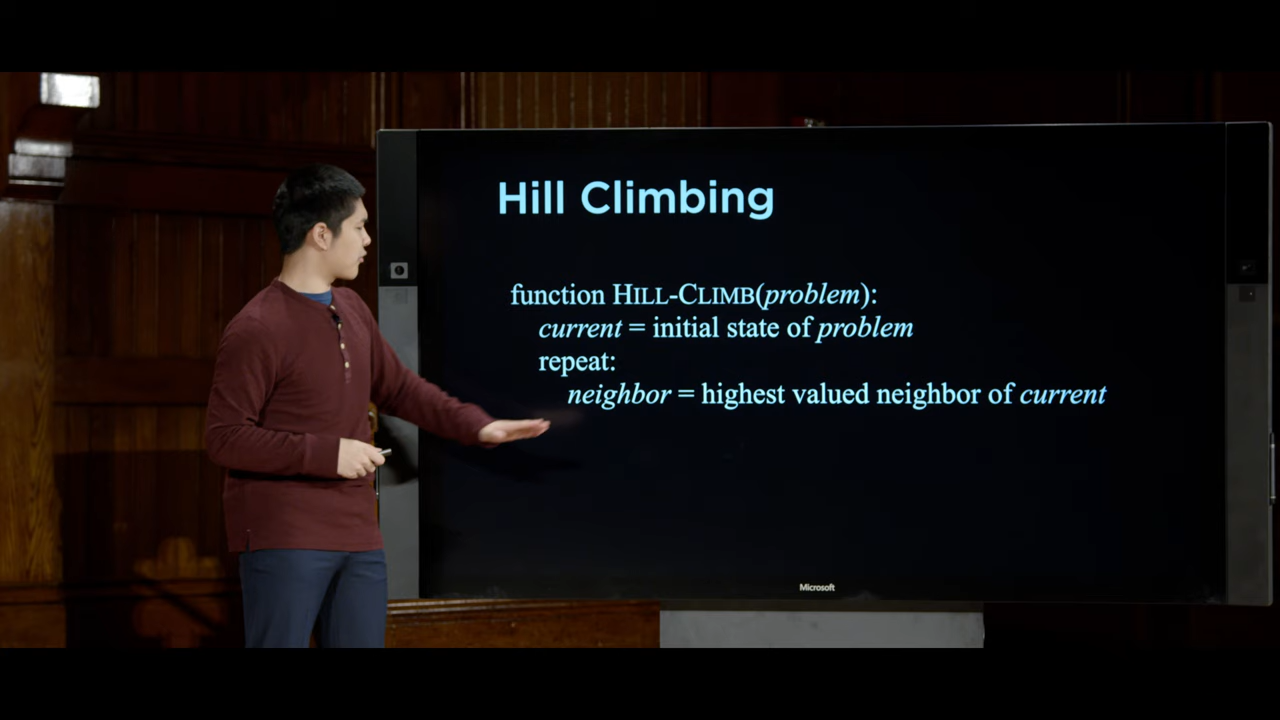 Hill Climbing
function HILL-CLIMB(problem):
current = initial state of problem
repeat:
neighbor = highest valued neighbor of current
Microsoft